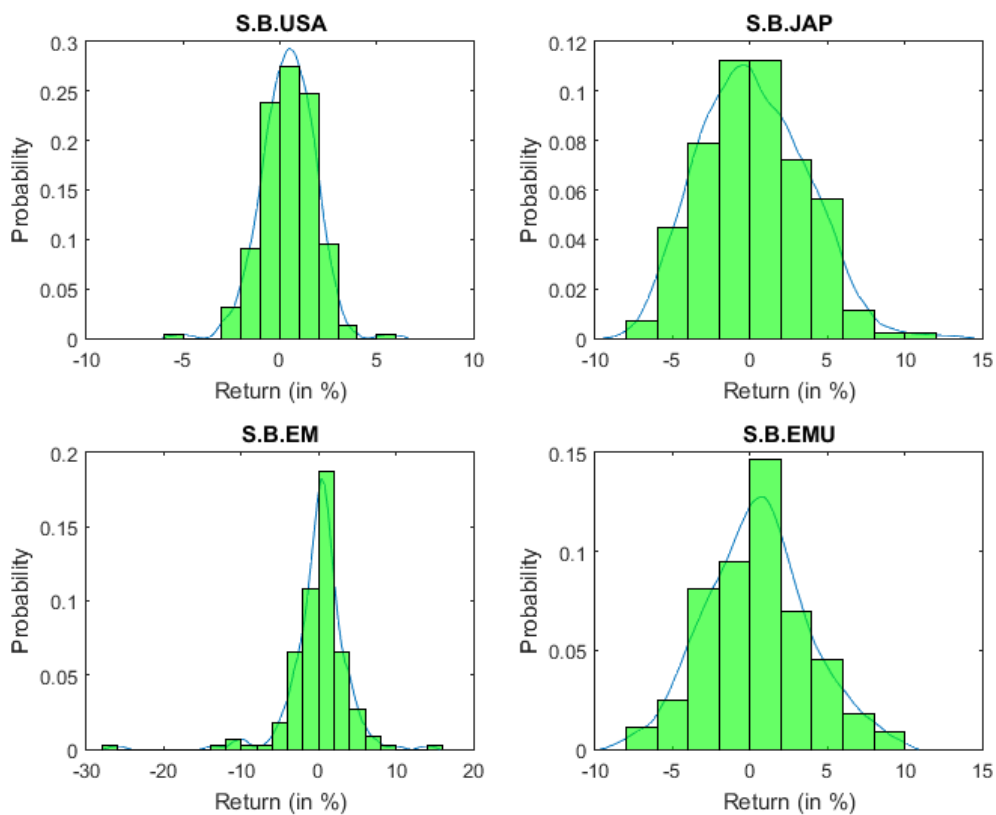 S.B.USA
0.3
0.25
0.2
0.15
0.1
0.05
0
-10 -5 0 5 10
Probability
Return (in %)
S.B.JAP
0.12
0.1
0.08
0.06
0.04
0.02
0
-10 -5 0 5 10 15
Probability
Return (in %)
S.B.EM
0.2
0.15
0.1
0.05
0
-30 -20 -10 0 10 20
Probability
Return (in %)
S.B.EMU
0.15
0.1
0.05
0
-10 -5 0 5 10 15
Probability
Return (in %)